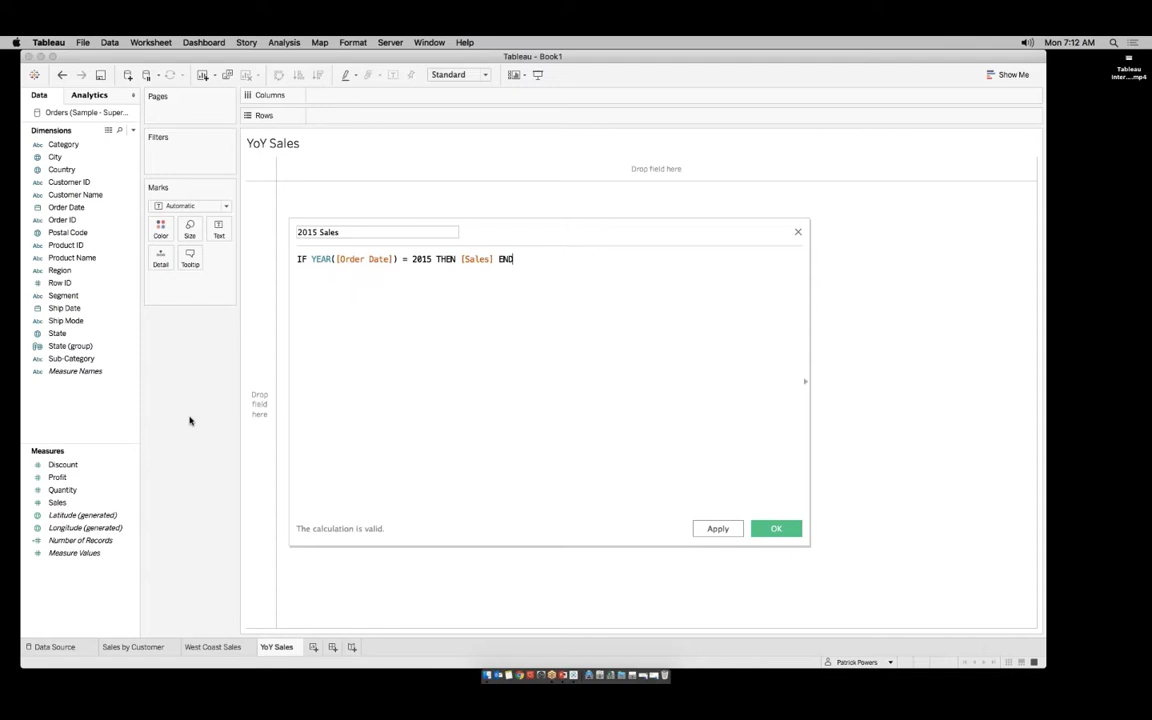 Tableau File Data Worksheet Dashboard Story Analysis Map Format Server Window Help
Mon 7:12 AM
Tableau - Book1
Tableau
Inter....mp4
Standard
Show Me
Data Analytics
Pages
Columns
Orders (Sample - Super...
Rows
Dimensions
Filters
YoY Sales
Drop field here
Category
City
Country
Customer ID
Customer Name
Order Date
Order ID
Postal Code
Product ID
Product Name
Region
Row ID
Segment
Ship Date
Ship Mode
State
State (group)
Sub-Category
Measure Names
Marks
Automatic
Color Size Text
Detail Tooltip
2015 Sales
IF YEAR([Order Date]) = 2015 THEN [Sales] END
Drop
field
here
Measures
Discount
Profit
Quantity
Sales
Latitude (generated)
Longitude (generated)
Number of Records
Measure Values
The calculation is valid.
Apply OK
Data Source Sales by Customer West Coast Sales YoY Sales
Patrick Powers